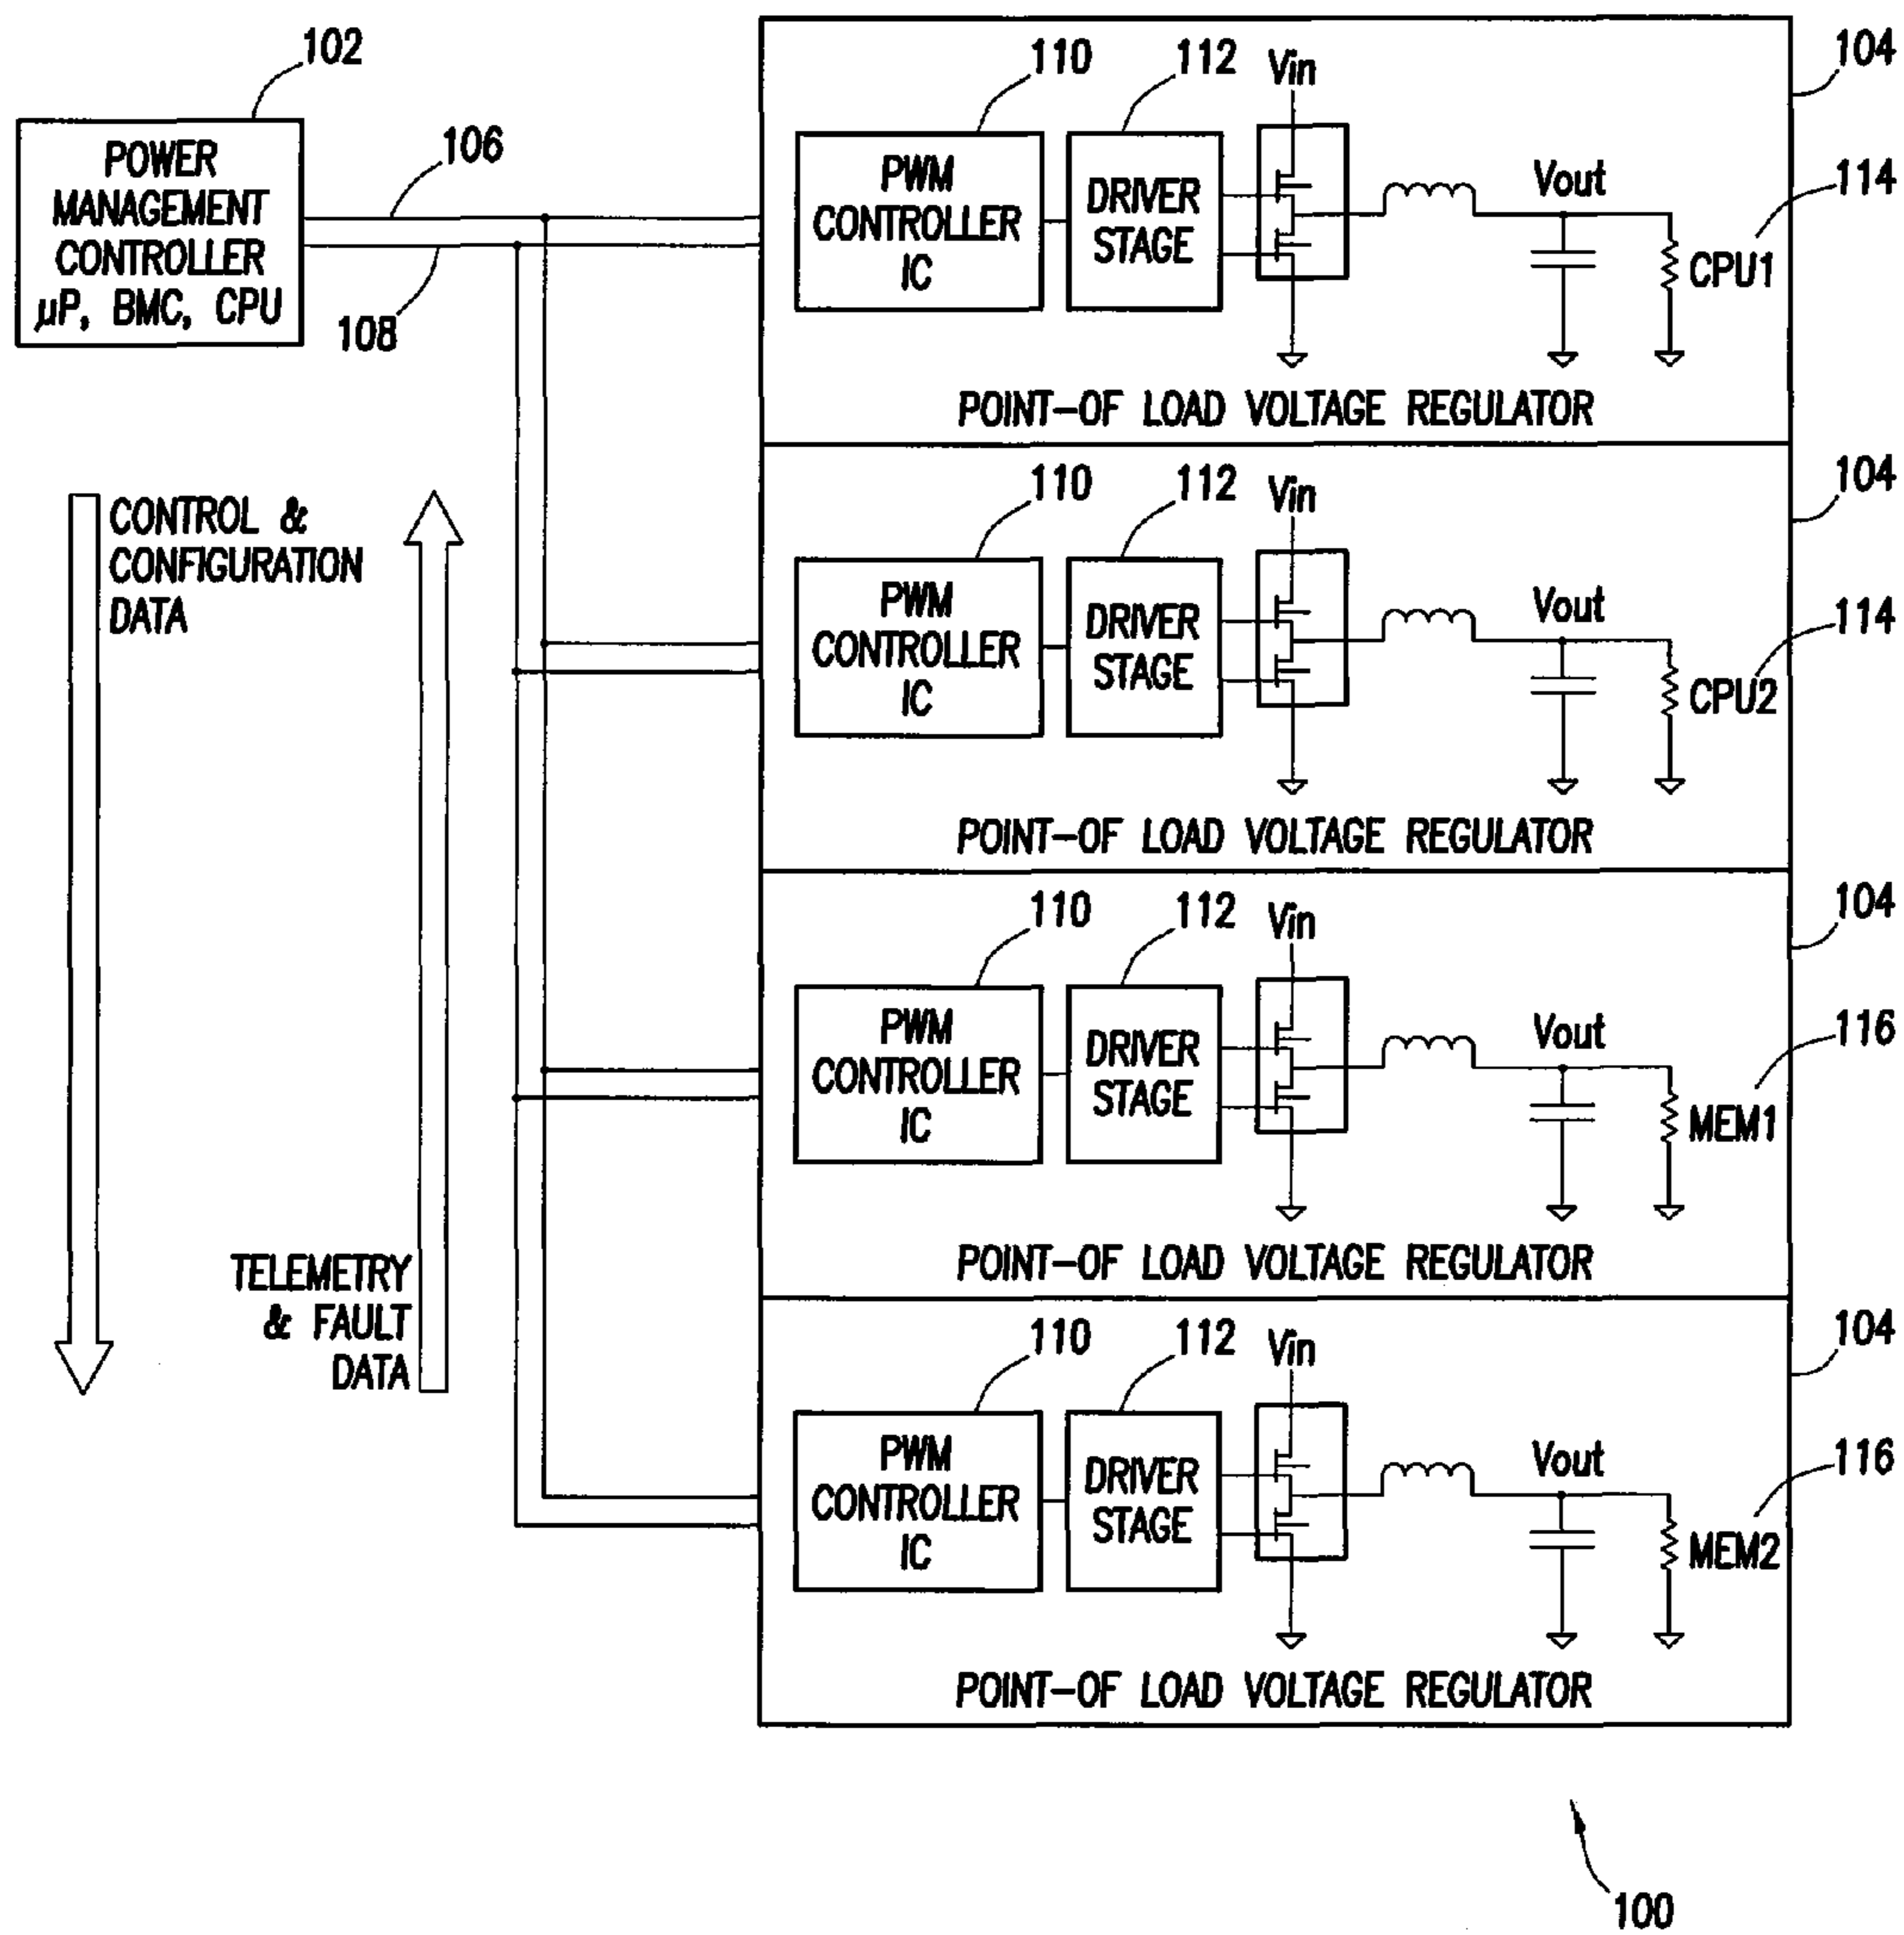 102
POWER
MANAGEMENT
CONTROLLER
µP, BMC, CPU
106
108
CONTROL &
CONFIGURATION
DATA
TELEMETRY
& FAULT
DATA
110
112
Vin
104
PWM
CONTROLLER
IC
DRIVER
STAGE
Vout
114
CPU1
POINT-OF LOAD VOLTAGE REGULATOR
110
112
Vin
104
PWM
CONTROLLER
IC
DRIVER
STAGE
Vout
114
CPU2
POINT-OF LOAD VOLTAGE REGULATOR
110
112
Vin
104
PWM
CONTROLLER
IC
DRIVER
STAGE
Vout
116
MEM1
POINT-OF LOAD VOLTAGE REGULATOR
110
112
Vin
104
PWM
CONTROLLER
IC
DRIVER
STAGE
Vout
116
MEM2
POINT-OF LOAD VOLTAGE REGULATOR
100